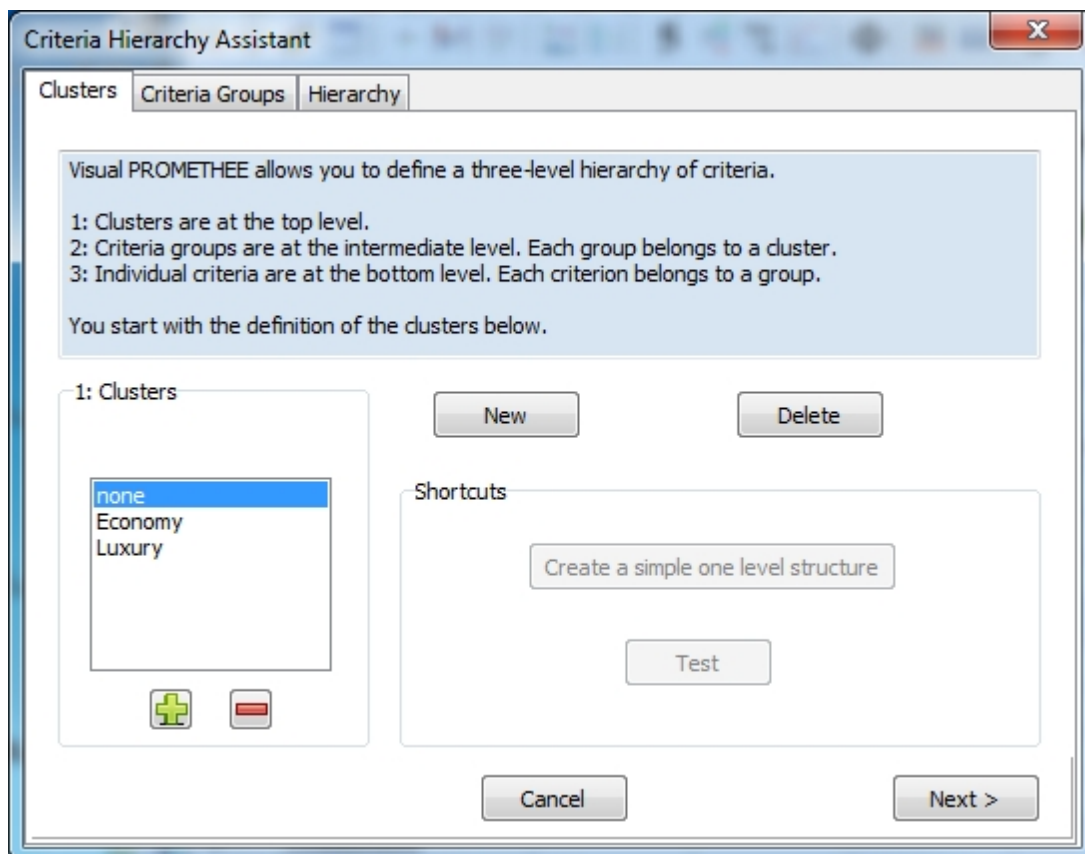 Criteria Hierarchy Assistant
Clusters
Criteria Groups
Hierarchy
Visual PROMETHEE allows you to define a three-level hierarchy of criteria.
1: Clusters are at the top level.
2: Criteria groups are at the intermediate level. Each group belongs to a cluster.
3: Individual criteria are at the bottom level. Each criterion belongs to a group.
You start with the definition of the clusters below.
1: Clusters
New
Delete
none
Economy
Luxury
Shortcuts
Create a simple one level structure
Test
Cancel
Next >